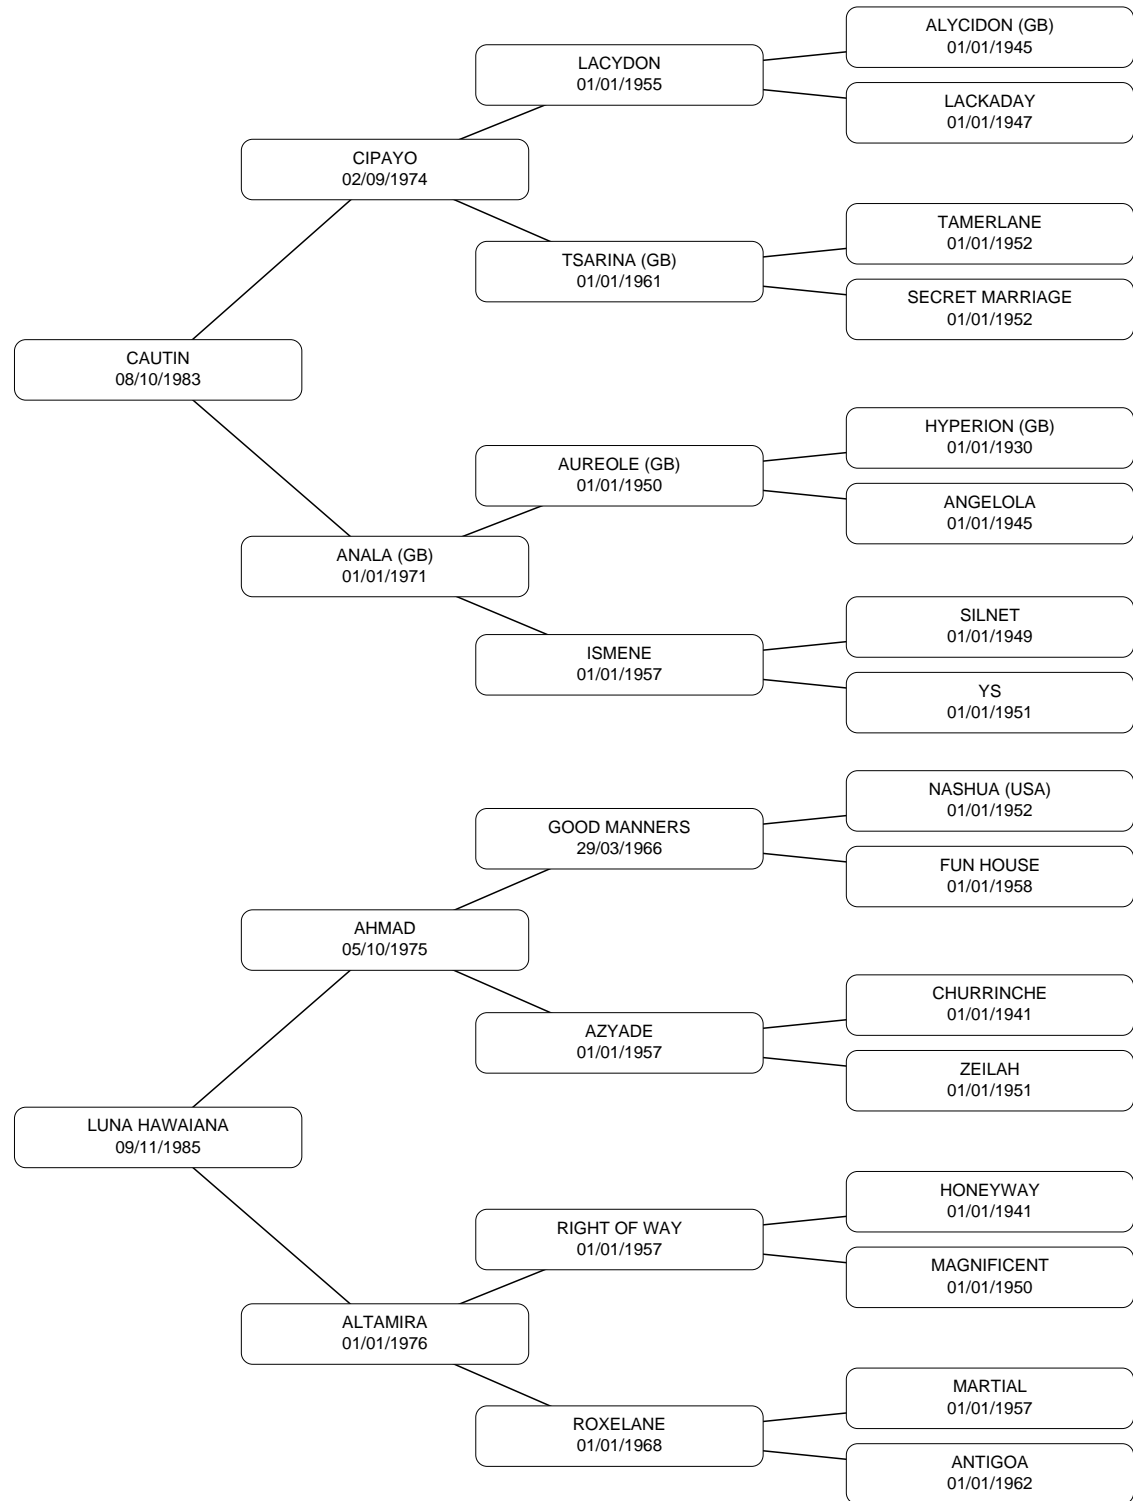 ALYCIDON (GB)
01/01/1945
LACYDON
01/01/1955
LACKADAY
01/01/1947
CIPAYO
02/09/1974
TAMERLANE
01/01/1952
TSARINA (GB)
01/01/1961
SECRET MARRIAGE
01/01/1952
CAUTIN
08/10/1983
HYPERION (GB)
01/01/1930
AUREOLE (GB)
01/01/1950
ANGELOLA
01/01/1945
ANALA (GB)
01/01/1971
SILNET
01/01/1949
ISMENE
01/01/1957
YS
01/01/1951
NASHUA (USA)
01/01/1952
GOOD MANNERS
29/03/1966
FUN HOUSE
01/01/1958
AHMAD
05/10/1975
CHURRINCHE
01/01/1941
AZYADE
01/01/1957
ZEILAH
01/01/1951
LUNA HAWAIANA
09/11/1985
HONEYWAY
01/01/1941
RIGHT OF WAY
01/01/1957
MAGNIFICENT
01/01/1950
ALTAMIRA
01/01/1976
MARTIAL
01/01/1957
ROXELANE
01/01/1968
ANTIGOA
01/01/1962